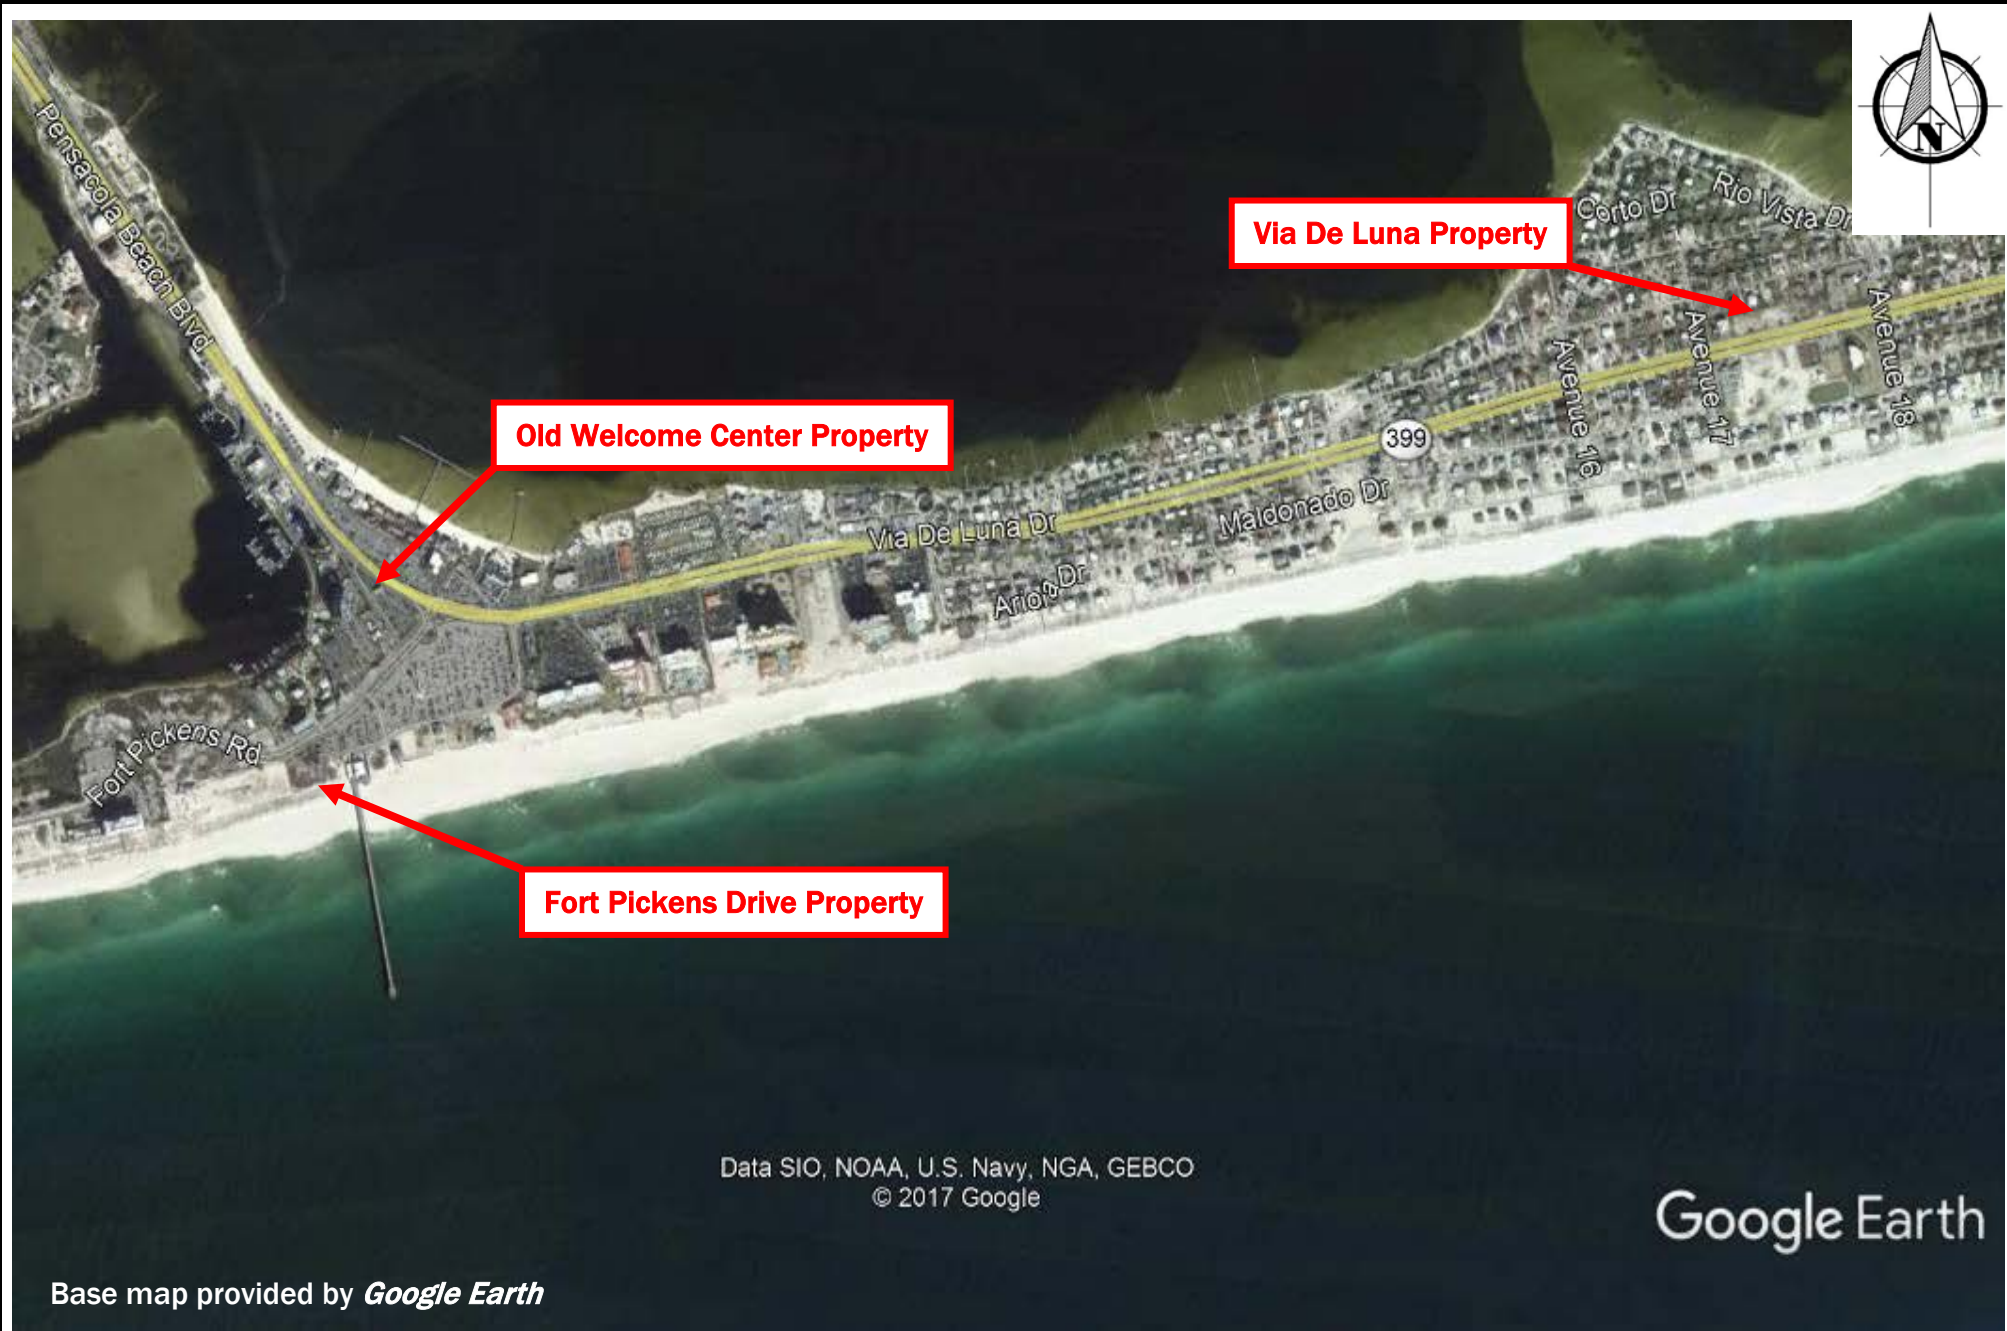 N
Pensacola Beach Blvd
Corto Dr
Rio Vista Dr
Via De Luna Property
Avenue 16
Avenue 17
Avenue 18
Old Welcome Center Property
399
Via De Luna Dr
Maldonado Dr
Ariola Dr
Fort Pickens Rd
Fort Pickens Drive Property
Data SIO, NOAA, U.S. Navy, NGA, GEBCO
© 2017 Google
Google Earth
Base map provided by Google Earth